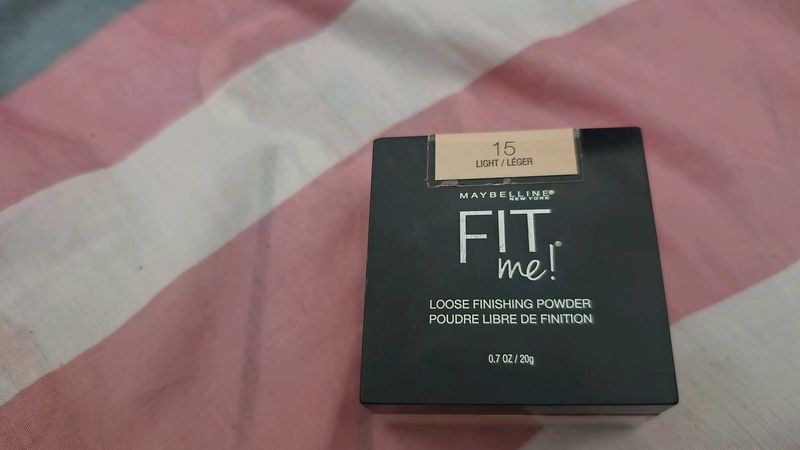 15
LIGHT / LÉGER
MAYBELLINE®
NEW YORK
FIT
me!®
LOOSE FINISHING POWDER
POUDRE LIBRE DE FINITION
0.7 OZ / 20g